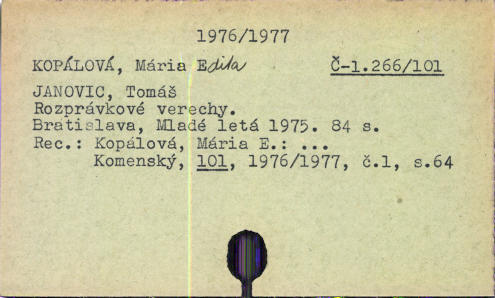 1976/1977
KOPÁLOVÁ, Mária Edita Č-1.266/101
JANOVIC, Tomáš
Rozprávkové verechy.
Bratislava, Mladé letá 1975. 84 s.
Rec.: Kopálová, Mária E.: ...
Komenský, 101, 1976/1977, č.1, s.64